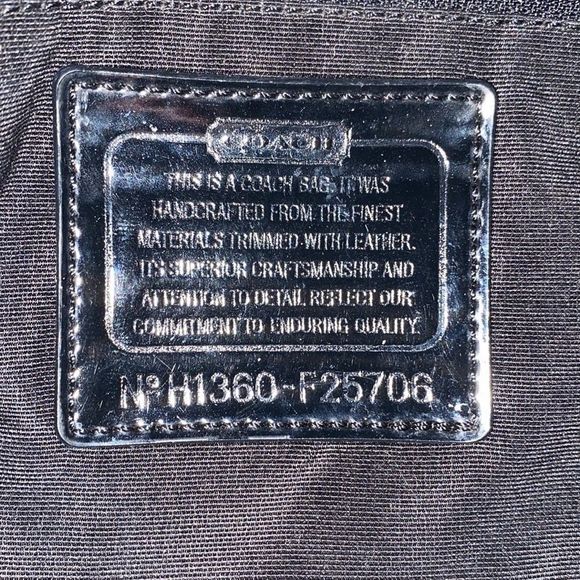 COACH
THIS IS A COACH BAG. IT WAS
HANDCRAFTED FROM THE FINEST
MATERIALS TRIMMED WITH LEATHER.
ITS SUPERIOR CRAFTSMANSHIP AND
ATTENTION TO DETAIL REFLECT OUR
COMMITMENT TO ENDURING QUALITY.
Nº H1360-F25706